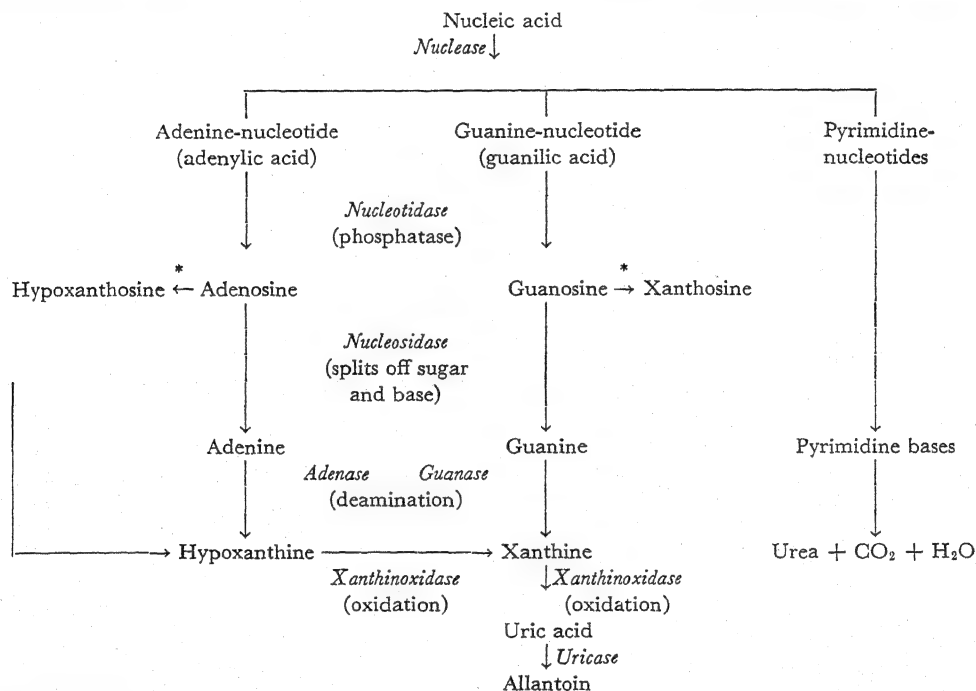 Nucleic acid
Nuclease ↓
Adenine-nucleotide
(adenylic acid)
Guanine-nucleotide
(guanilic acid)
Pyrimidine-
nucleotides
Nucleotidase
(phosphatase)
Hypoxanthosine *← Adenosine
Guanosine *→ Xanthosine
Nucleosidase
(splits off sugar
and base)
Adenine
Guanine
Pyrimidine bases
Adenase Guanase
(deamination)
Hypoxanthine → Xanthine
Urea + CO₂ + H₂O
Xanthinoxidase
(oxidation)
↓ Xanthinoxidase
(oxidation)
Uric acid
↓ Uricase
Allantoin